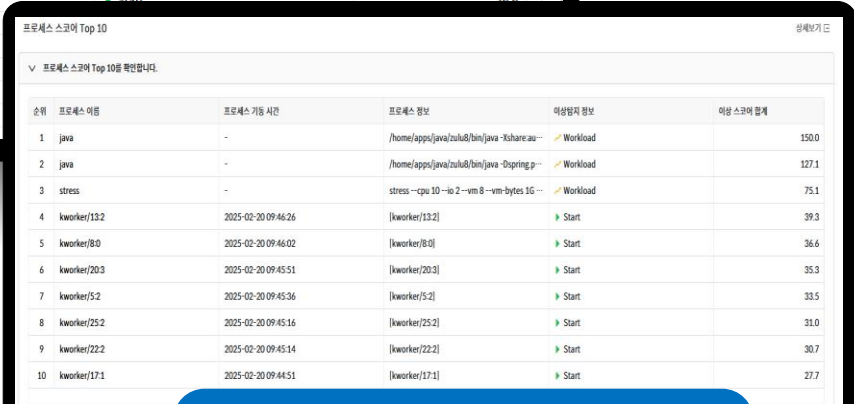 프로세스 스코어 Top 10 상세보기
프로세스 스코어 Top 10를 확인합니다.
순위 프로세스 이름 프로세스 기동 시간 프로세스 정보 이상탐지 정보 이상 스코어 합계
1 java - /home/apps/java/zulu8/bin/java -Xshare:au··· Workload 150.0
2 java - /home/apps/java/zulu8/bin/java -Dspring.p··· Workload 127.1
3 stress - stress --cpu 10 --io 2 --vm 8 --vm-bytes 1G ··· Workload 75.1
4 kworker/13:2 2025-02-20 09:46:26 [kworker/13:2] Start 39.3
5 kworker/8:0 2025-02-20 09:46:02 [kworker/8:0] Start 36.6
6 kworker/20:3 2025-02-20 09:45:51 [kworker/20:3] Start 35.3
7 kworker/5:2 2025-02-20 09:45:36 [kworker/5:2] Start 33.5
8 kworker/25:2 2025-02-20 09:45:16 [kworker/25:2] Start 31.0
9 kworker/22:2 2025-02-20 09:45:14 [kworker/22:2] Start 30.7
10 kworker/17:1 2025-02-20 09:44:51 [kworker/17:1] Start 27.7